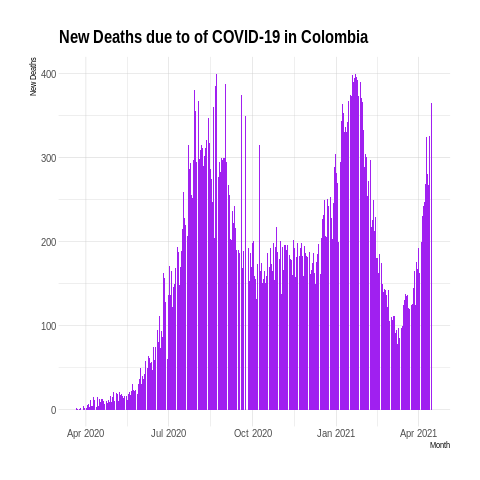 New Deaths due to of COVID-19 in Colombia
New Deaths
400
300
200
100
0
Apr 2020 Jul 2020 Oct 2020 Jan 2021 Apr 2021
Month